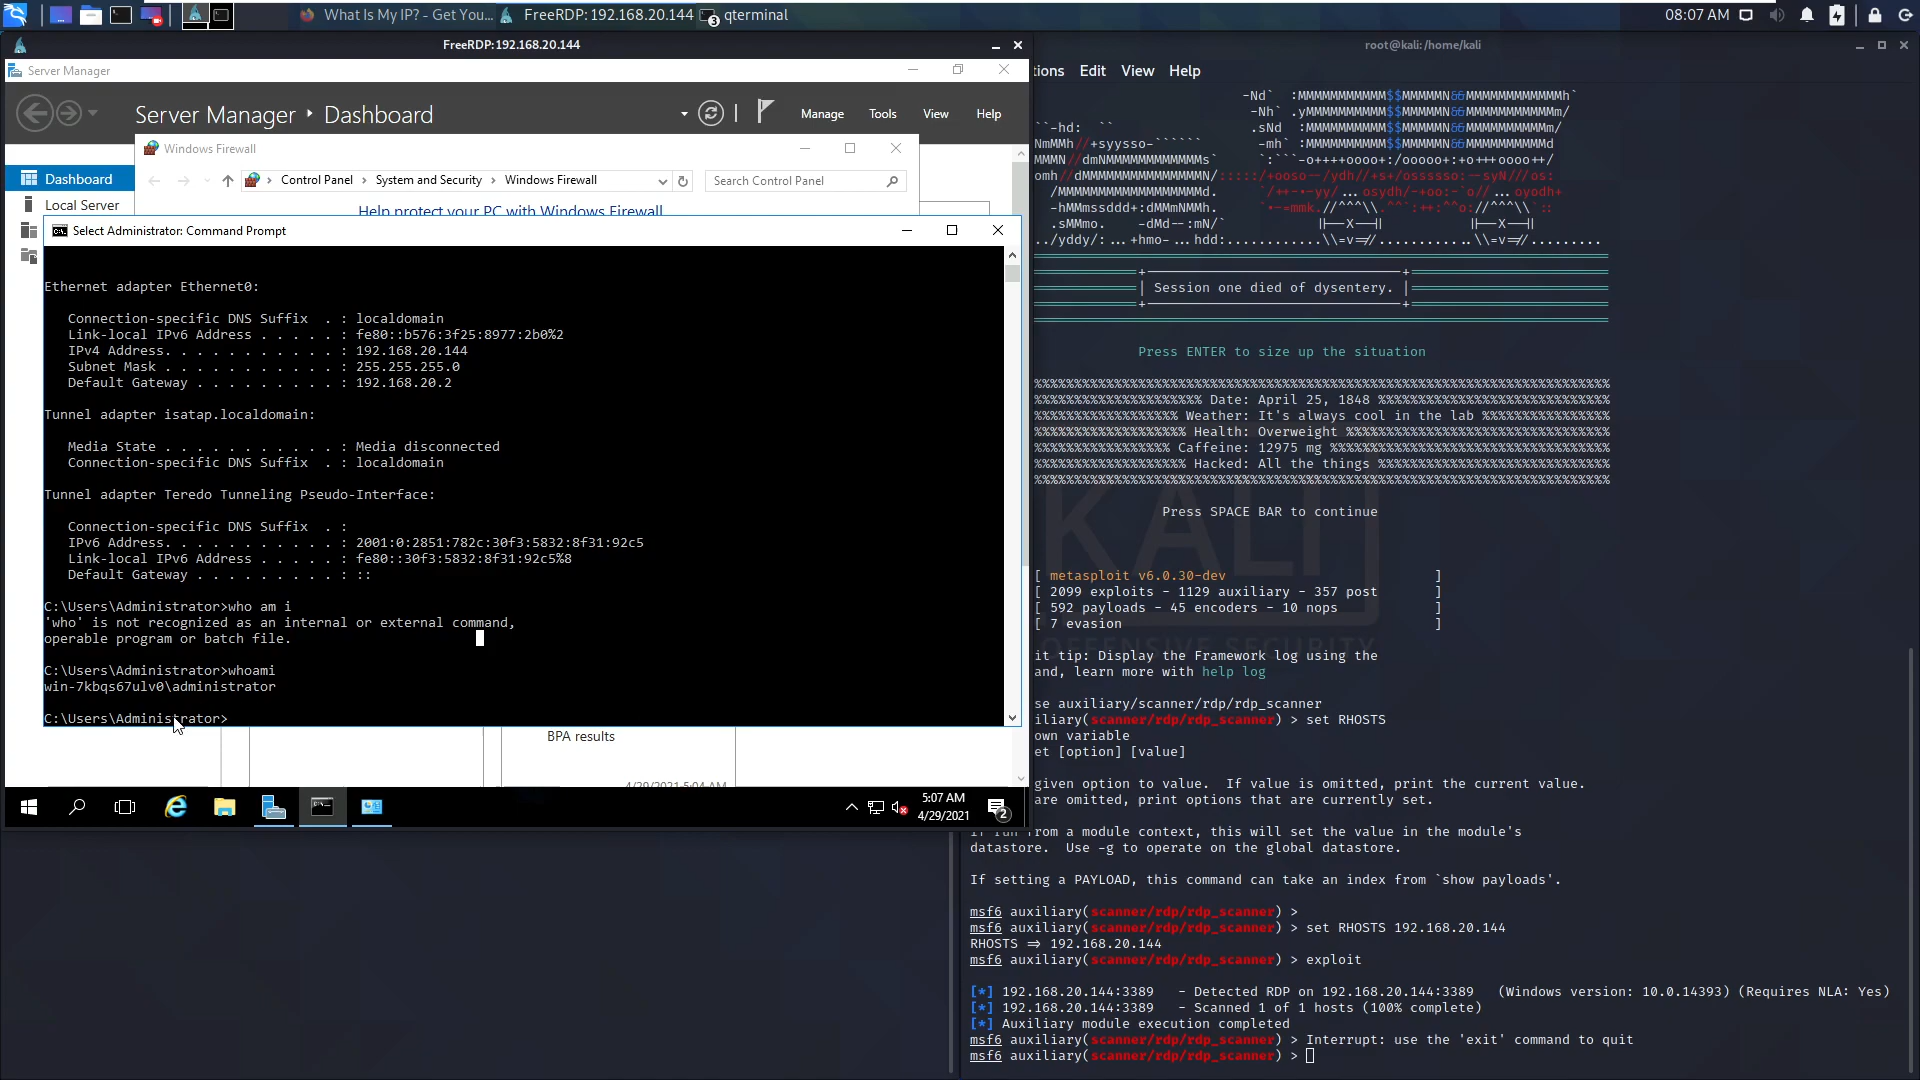 What Is My IP? - Get You...
FreeRDP:192.168.20.144
qterminal
08:07 AM
FreeRDP:192.168.20.144
root@kali:/home/kali
Server Manager
Server Manager
Dashboard
Manage
Tools
View
Help
Windows Firewall
Control Panel
System and Security
Windows Firewall
Search Control Panel
Dashboard
Local Server
Help protect your PC with Windows Firewall
Select Administrator: Command Prompt
Ethernet adapter Ethernet0:
Connection-specific DNS Suffix . : localdomain
Link-local IPv6 Address . . . . . : fe80::b576:3f25:8977:2b0%2
IPv4 Address. . . . . . . . . . . : 192.168.20.144
Subnet Mask . . . . . . . . . . . : 255.255.255.0
Default Gateway . . . . . . . . . : 192.168.20.2
Tunnel adapter isatap.localdomain:
Media State . . . . . . . . . . . : Media disconnected
Connection-specific DNS Suffix . : localdomain
Tunnel adapter Teredo Tunneling Pseudo-Interface:
Connection-specific DNS Suffix . :
IPv6 Address. . . . . . . . . . . : 2001:0:2851:782c:30f3:5832:8f31:92c5
Link-local IPv6 Address . . . . . : fe80::30f3:5832:8f31:92c5%8
Default Gateway . . . . . . . . . : ::
C:\Users\Administrator>who am i
'who' is not recognized as an internal or external command,
operable program or batch file.
C:\Users\Administrator>whoami
win-7kbqs67ulv0\administrator
C:\Users\Administrator>
BPA results
4/29/2021 5:04 AM
5:07 AM
4/29/2021
2
tions
Edit
View
Help
Session one died of dysentery.
Press ENTER to size up the situation
Date: April 25, 1848
Weather: It's always cool in the lab
Health: Overweight
Caffeine: 12975 mg
Hacked: All the things
Press SPACE BAR to continue
KALI
OFFENSIVE SECURITY
[ metasploit v6.0.30-dev ]
[ 2099 exploits - 1129 auxiliary - 357 post ]
[ 592 payloads - 45 encoders - 10 nops ]
[ 7 evasion ]
it tip: Display the Framework log using the
and, learn more with help log
se auxiliary/scanner/rdp/rdp_scanner
iliary(scanner/rdp/rdp_scanner) > set RHOSTS
own variable
et [option] [value]
given option to value. If value is omitted, print the current value.
are omitted, print options that are currently set.
If run from a module context, this will set the value in the module's
datastore. Use -g to operate on the global datastore.
If setting a PAYLOAD, this command can take an index from `show payloads'.
msf6 auxiliary(scanner/rdp/rdp_scanner) >
msf6 auxiliary(scanner/rdp/rdp_scanner) > set RHOSTS 192.168.20.144
RHOSTS => 192.168.20.144
msf6 auxiliary(scanner/rdp/rdp_scanner) > exploit
[*] 192.168.20.144:3389 - Detected RDP on 192.168.20.144:3389 (Windows version: 10.0.14393) (Requires NLA: Yes)
[*] 192.168.20.144:3389 - Scanned 1 of 1 hosts (100% complete)
[*] Auxiliary module execution completed
msf6 auxiliary(scanner/rdp/rdp_scanner) > Interrupt: use the 'exit' command to quit
msf6 auxiliary(scanner/rdp/rdp_scanner) >